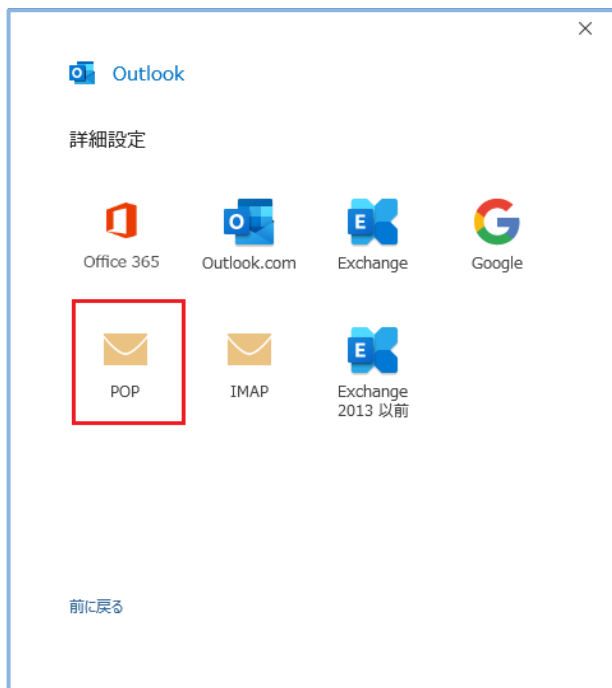 Outlook
詳細設定
Office 365
Outlook.com
Exchange
Google
POP
IMAP
Exchange
2013 以前
前に戻る